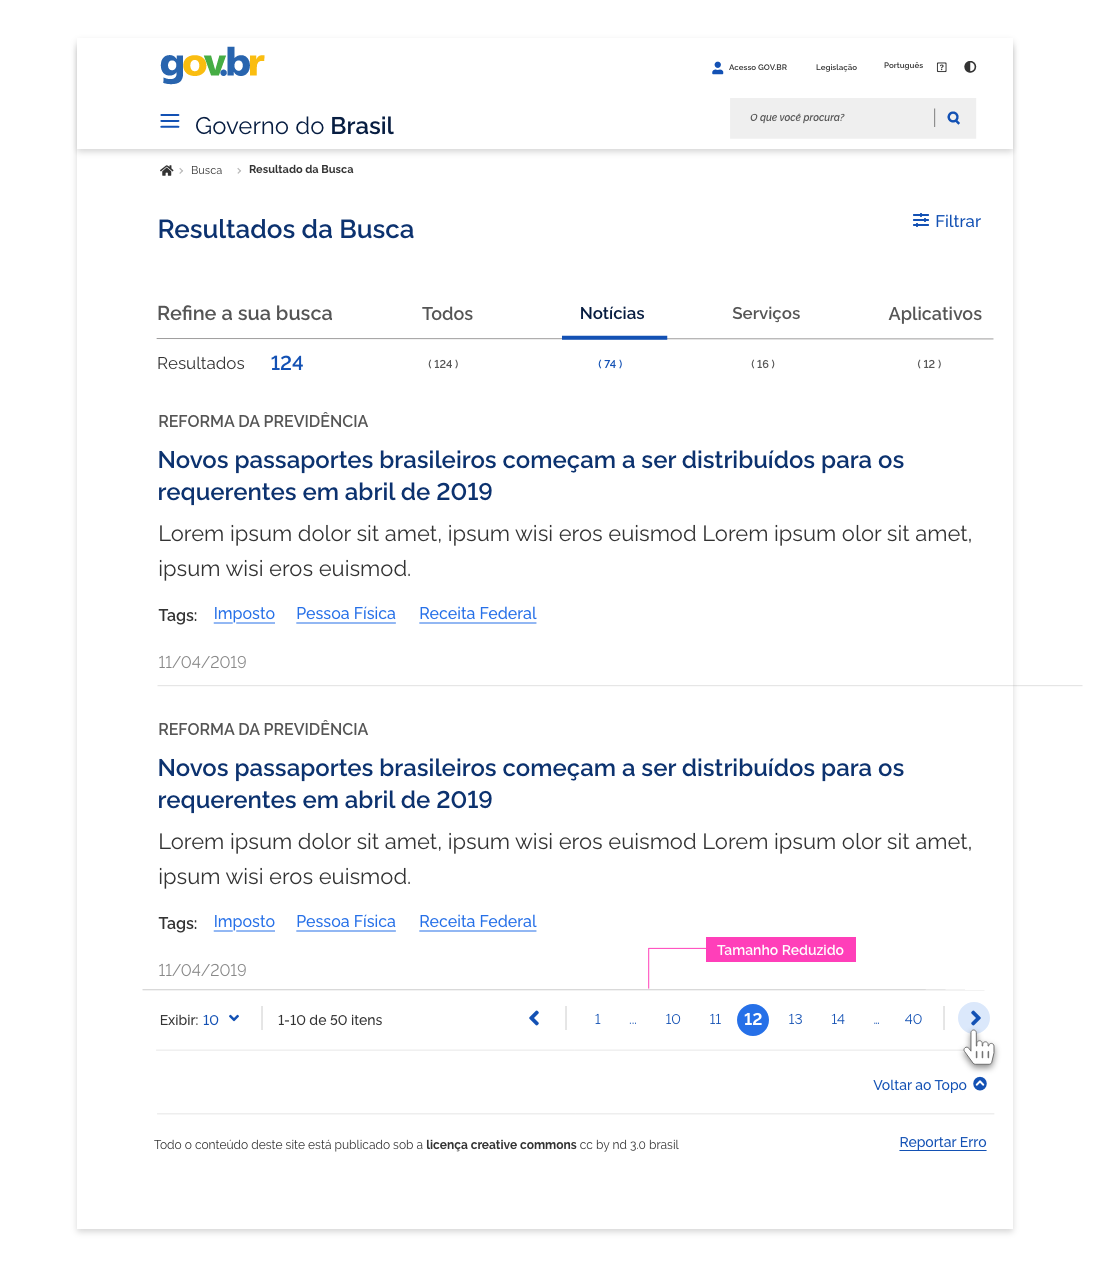 gov.br
Acesso GOV.BR Legislação Português ?
Governo do Brasil
O que você procura?
Busca Resultado da Busca
Resultados da Busca
Filtrar
Refine a sua busca Todos Notícias Serviços Aplicativos
Resultados 124 ( 124 ) ( 74 ) ( 16 ) ( 12 )
REFORMA DA PREVIDÊNCIA
Novos passaportes brasileiros começam a ser distribuídos para os
requerentes em abril de 2019
Lorem ipsum dolor sit amet, ipsum wisi eros euismod Lorem ipsum olor sit amet,
ipsum wisi eros euismod.
Tags: Imposto Pessoa Física Receita Federal
11/04/2019
REFORMA DA PREVIDÊNCIA
Novos passaportes brasileiros começam a ser distribuídos para os
requerentes em abril de 2019
Lorem ipsum dolor sit amet, ipsum wisi eros euismod Lorem ipsum olor sit amet,
ipsum wisi eros euismod.
Tags: Imposto Pessoa Física Receita Federal
Tamanho Reduzido
11/04/2019
Exibir: 10 1-10 de 50 itens 1 ... 10 11 12 13 14 ... 40
Voltar ao Topo
Todo o conteúdo deste site está publicado sob a licença creative commons cc by nd 3.0 brasil
Reportar Erro